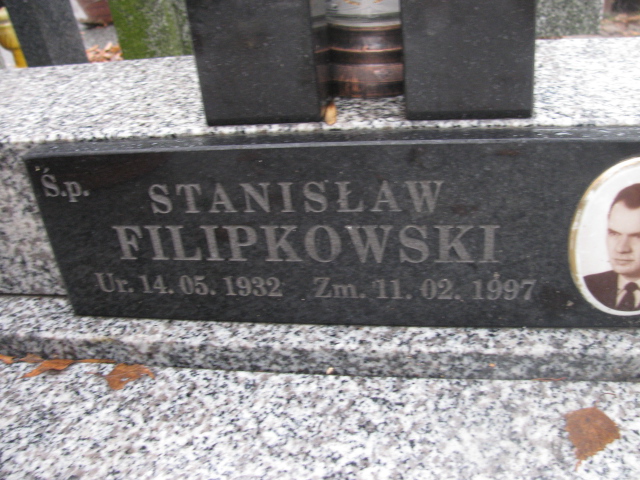 Ś.p.
STANISŁAW
FILIPKOWSKI
Ur. 14.05.1932 Zm. 11.02.1997